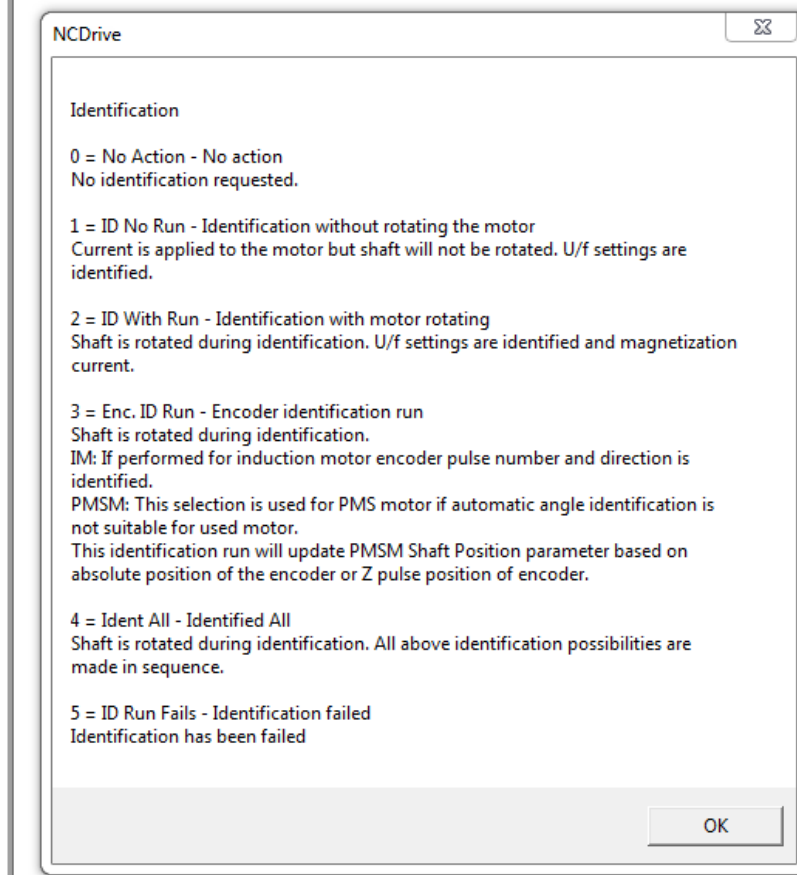 NCDrive
Identification
0 = No Action - No action
No identification requested.
1 = ID No Run - Identification without rotating the motor
Current is applied to the motor but shaft will not be rotated. U/f settings are
identified.
2 = ID With Run - Identification with motor rotating
Shaft is rotated during identification. U/f settings are identified and magnetization
current.
3 = Enc. ID Run - Encoder identification run
Shaft is rotated during identification.
IM: If performed for induction motor encoder pulse number and direction is
identified.
PMSM: This selection is used for PMS motor if automatic angle identification is
not suitable for used motor.
This identification run will update PMSM Shaft Position parameter based on
absolute position of the encoder or Z pulse position of encoder.
4 = Ident All - Identified All
Shaft is rotated during identification. All above identification possibilities are
made in sequence.
5 = ID Run Fails - Identification failed
Identification has been failed
OK